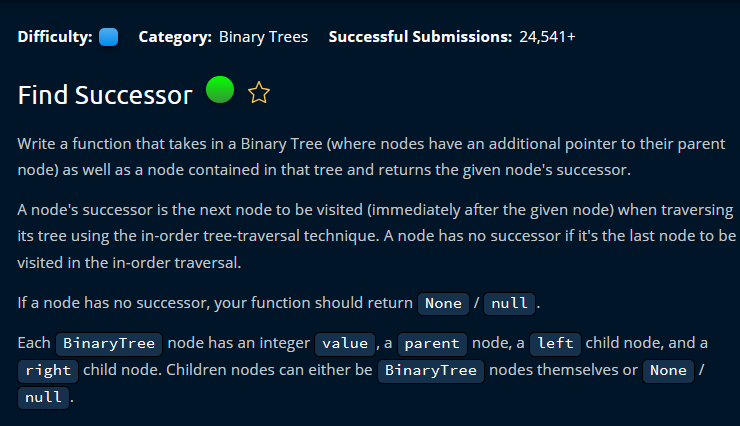 Difficulty: Category: Binary Trees Successful Submissions: 24,541+
Find Successor
Write a function that takes in a Binary Tree (where nodes have an additional pointer to their parent
node) as well as a node contained in that tree and returns the given node's successor.
A node's successor is the next node to be visited (immediately after the given node) when traversing
its tree using the in-order tree-traversal technique. A node has no successor if it's the last node to be
visited in the in-order traversal.
If a node has no successor, your function should return None / null .
Each BinaryTree node has an integer value , a parent node, a left child node, and a
right child node. Children nodes can either be BinaryTree nodes themselves or None /
null .